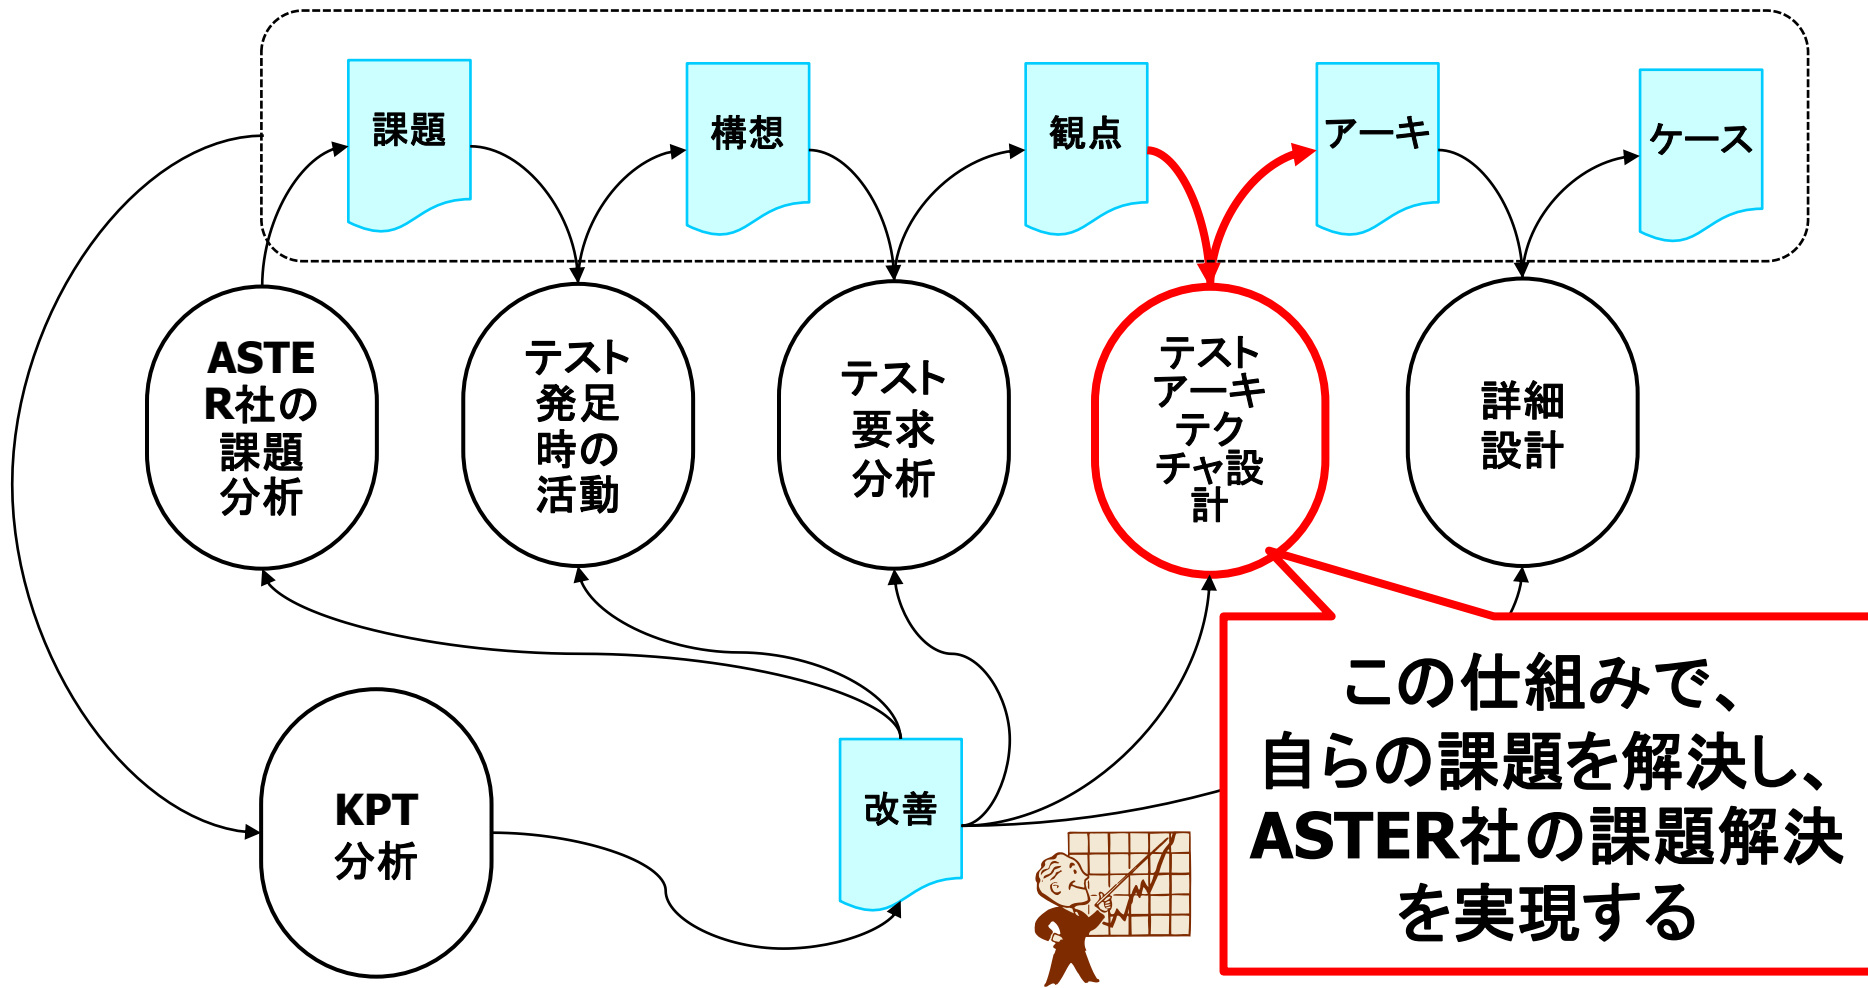 課題
構想
観点
アーキ
ケース
ASTE
R社の
課題
分析
テスト
発足
時の
活動
テスト
要求
分析
テスト
アーキ
テク
チャ設
計
詳細
設計
KPT
分析
改善
この仕組みで、
自らの課題を解決し、
ASTER社の課題解決
を実現する